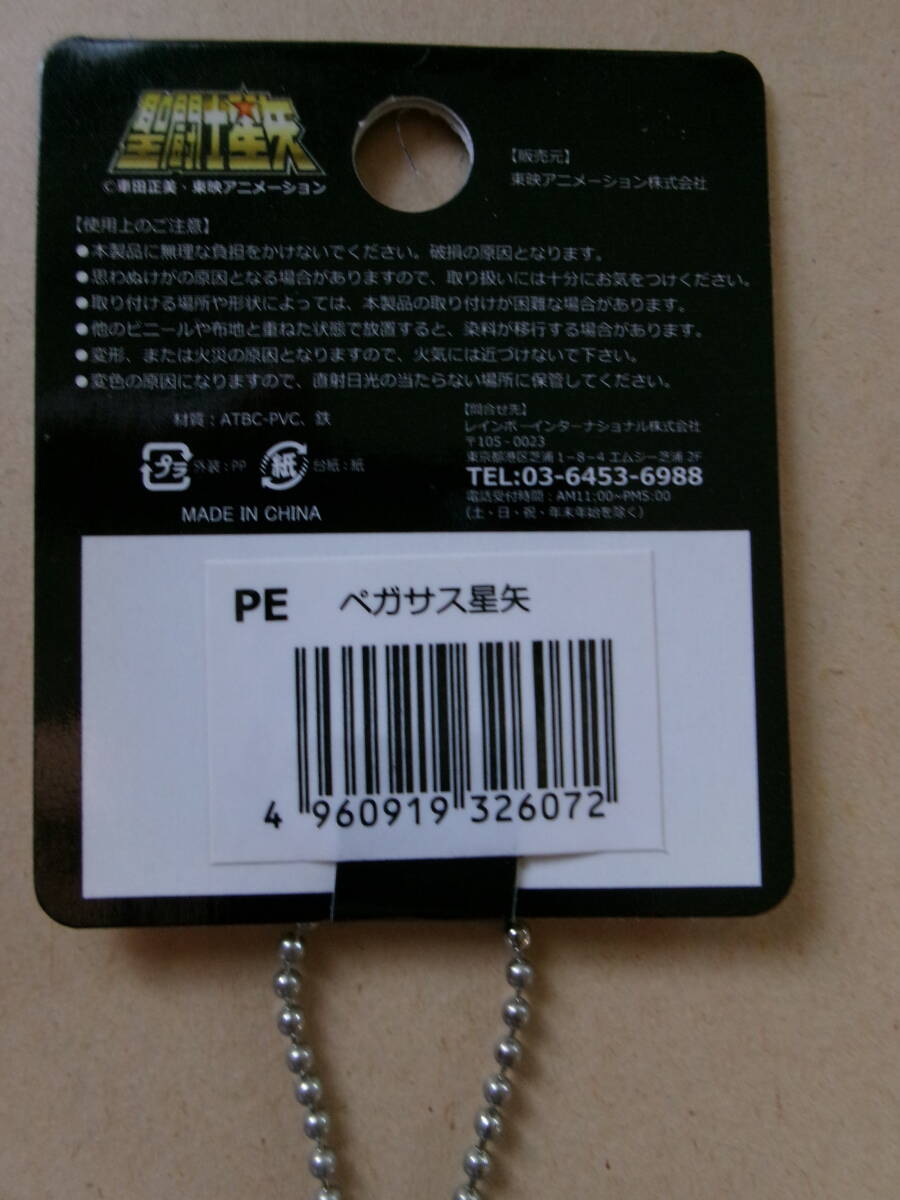 聖闘士星矢
©車田正美・東映アニメーション
【販売元】
東映アニメーション株式会社
【使用上のご注意】
●本製品に無理な負担をかけないでください。破損の原因となります。
●思わぬけがの原因となる場合がありますので、取り扱いには十分にお気をつけください。
●取り付ける場所や形状によっては、本製品の取り付けが困難な場合があります。
●他のビニールや布地と重ねた状態で放置すると、染料が移行する場合があります。
●変形、または火災の原因となりますので、火気には近づけないで下さい。
●変色の原因になりますので、直射日光の当たらない場所に保管してください。
材質：ATBC-PVC、鉄
プラ 外装：PP 紙 台紙：紙
MADE IN CHINA
【問合せ先】
レインボーインターナショナル株式会社
〒105-0023
東京都港区芝浦1-8-4 エムシー芝浦 2F
TEL:03-6453-6988
電話受付時間：AM11:00~PM5:00
（土・日・祝・年末年始を除く）
PE ペガサス星矢
4 960919 326072